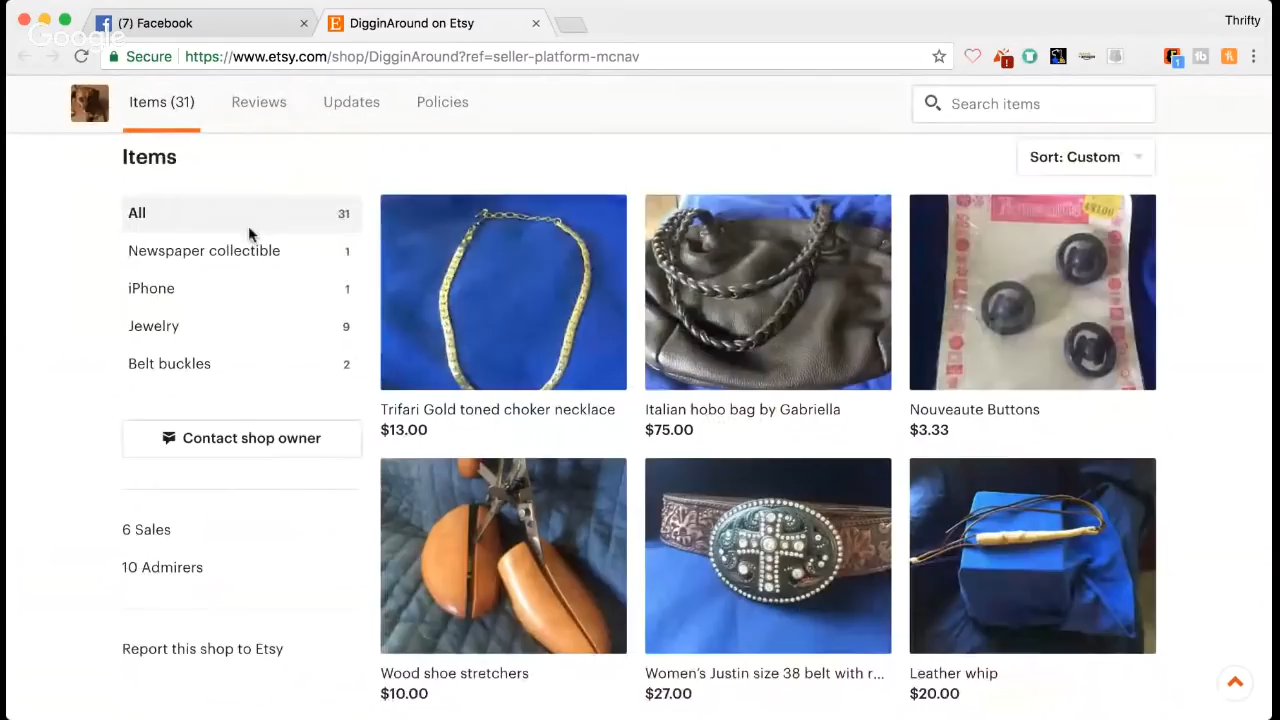 (7) Facebook
DigginAround on Etsy
Thrifty
Google
Secure
https://www.etsy.com/shop/DigginAround?ref=seller-platform-mcnav
Items (31)
Reviews
Updates
Policies
Search items
Items
Sort: Custom
All 31
Newspaper collectible 1
iPhone 1
Jewelry 9
Belt buckles 2
Contact shop owner
6 Sales
10 Admirers
Report this shop to Etsy
Trifari Gold toned choker necklace
$13.00
Italian hobo bag by Gabriella
$75.00
Nouveaute Buttons
$3.33
Wood shoe stretchers
$10.00
Women's Justin size 38 belt with r...
$27.00
Leather whip
$20.00